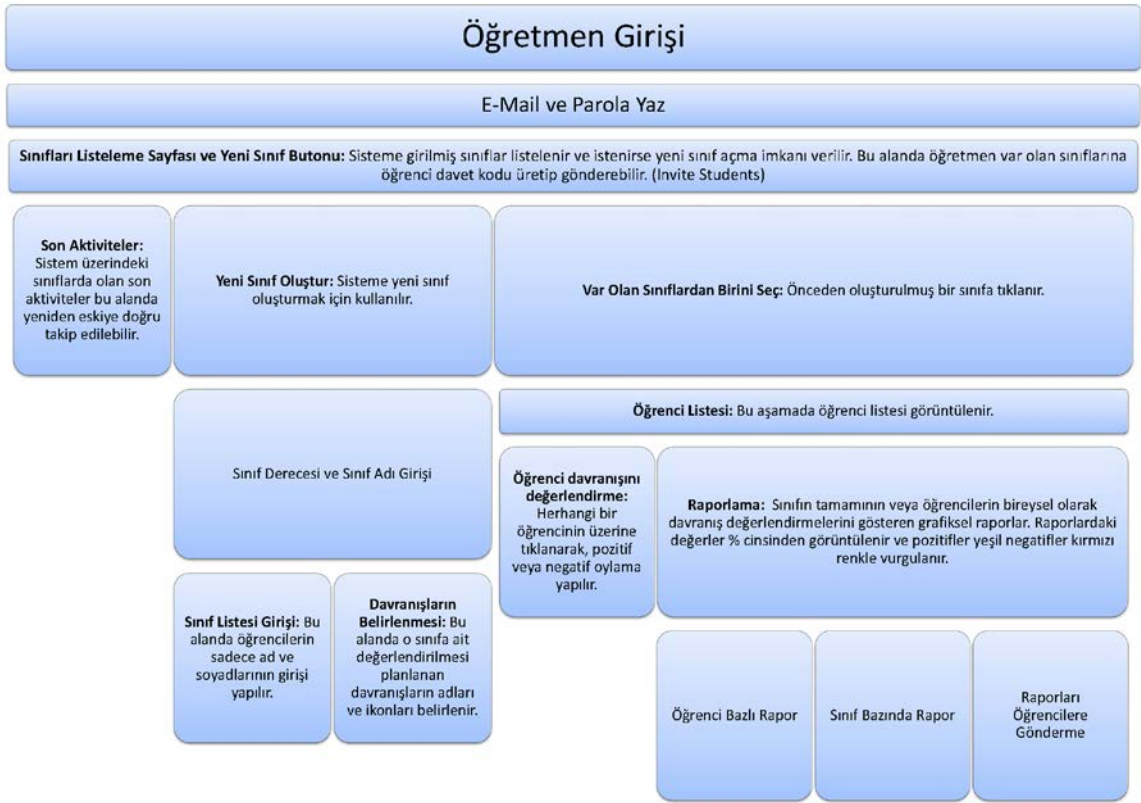 Öğretmen Girişi
E-Mail ve Parola Yaz
Sınıfları Listeleme Sayfası ve Yeni Sınıf Butonu: Sisteme girilmiş sınıflar listelenir ve istenirse yeni sınıf açma imkanı verilir. Bu alanda öğretmen var olan sınıflarına
öğrenci davet kodu üretip gönderebilir. (Invite Students)
Son Aktiviteler:
Sistem üzerindeki
sınıflarda olan son
aktiviteler bu alanda
yeniden eskiye doğru
takip edilebilir.
Yeni Sınıf Oluştur: Sisteme yeni sınıf
oluşturmak için kullanılır.
Var Olan Sınıflardan Birini Seç: Önceden oluşturulmuş bir sınıfa tıklanır.
Sınıf Derecesi ve Sınıf Adı Girişi
Sınıf Listesi Girişi: Bu
alanda öğrencilerin
sadece ad ve
soyadlarının girişi
yapılır.
Davranışların
Belirlenmesi: Bu
alanda o sınıfa ait
değerlendirilmesi
planlanan
davranışların adları
ve ikonları belirlenir.
Öğrenci Listesi: Bu aşamada öğrenci listesi görüntülenir.
Öğrenci davranışını
değerlendirme:
Herhangi bir
öğrencinin üzerine
tıklanarak, pozitif
veya negatif oylama
yapılır.
Raporlama: Sınıfın tamamının veya öğrencilerin bireysel olarak
davranış değerlendirmelerini gösteren grafiksel raporlar. Raporlardaki
değerler % cinsinden görüntülenir ve pozitifler yeşil negatifler kırmızı
renkle vurgulanır.
Öğrenci Bazlı Rapor
Sınıf Bazında Rapor
Raporları
Öğrencilere
Gönderme